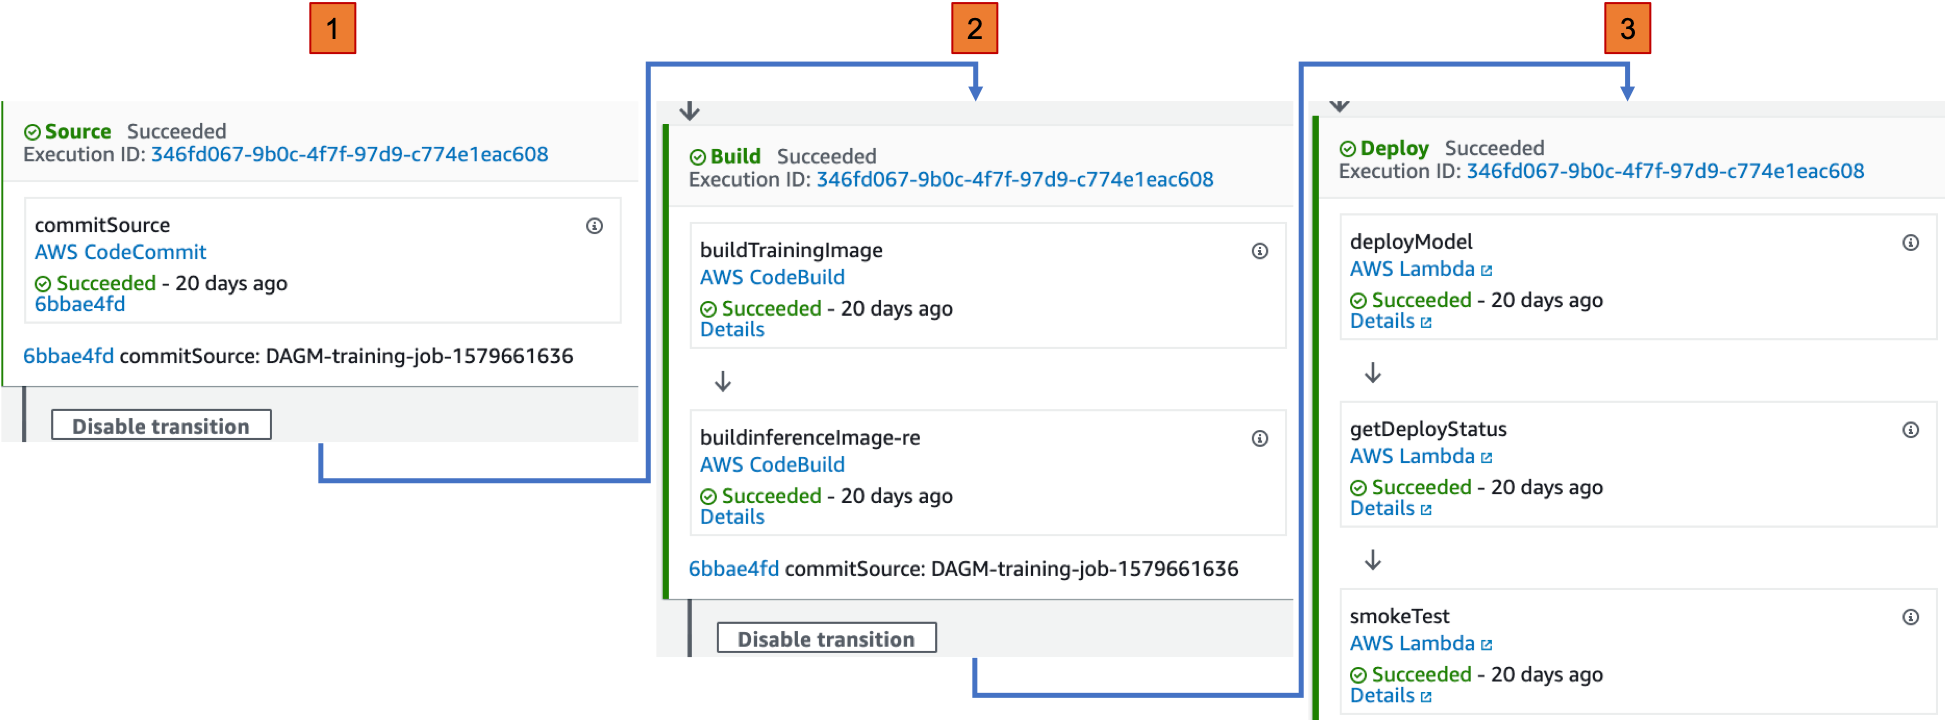 1
Source Succeeded
Execution ID: 346fd067-9b0c-4f7f-97d9-c774e1eac608
commitSource
AWS CodeCommit
Succeeded - 20 days ago
6bbae4fd
6bbae4fd commitSource: DAGM-training-job-1579661636
Disable transition
2
Build Succeeded
Execution ID: 346fd067-9b0c-4f7f-97d9-c774e1eac608
buildTrainingImage
AWS CodeBuild
Succeeded - 20 days ago
Details
buildinferenceImage-re
AWS CodeBuild
Succeeded - 20 days ago
Details
6bbae4fd commitSource: DAGM-training-job-1579661636
Disable transition
3
Deploy Succeeded
Execution ID: 346fd067-9b0c-4f7f-97d9-c774e1eac608
deployModel
AWS Lambda
Succeeded - 20 days ago
Details
getDeployStatus
AWS Lambda
Succeeded - 20 days ago
Details
smokeTest
AWS Lambda
Succeeded - 20 days ago
Details